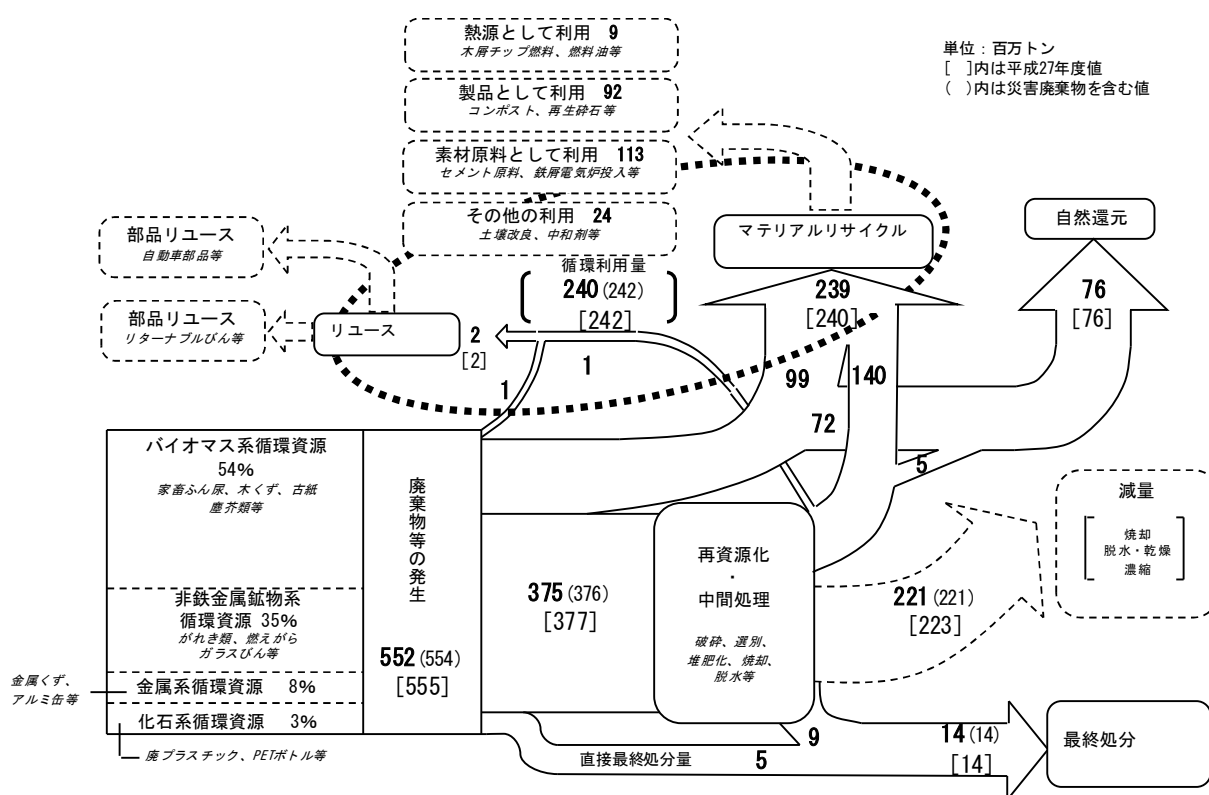 熱源として利用 9
木屑チップ燃料、燃料油等
単位：百万トン
[ ]内は平成27年度値
( )内は災害廃棄物を含む値
製品として利用 92
コンポスト、再生砕石等
素材原料として利用 113
セメント原料、鉄屑電気炉投入等
その他の利用 24
土壌改良、中和剤等
マテリアルリサイクル
自然還元
部品リユース
自動車部品等
循環利用量
240(242)
[242]
239
[240]
76
[76]
部品リユース
リターナブルびん等
リユース
2
[2]
1
1
99
140
72
5
バイオマス系循環資源
54%
家畜ふん尿、木くず、古紙
塵芥類等
非鉄金属鉱物系
循環資源 35%
がれき類、燃えがら
ガラスびん等
金属系循環資源 8%
金属くず、
アルミ缶等
化石系循環資源 3%
廃プラスチック、PETボトル等
廃棄物等の発生
552(554)
[555]
375(376)
[377]
再資源化
・
中間処理
破砕、選別、
堆肥化、焼却、
脱水等
減量
焼却
脱水・乾燥
濃縮
221(221)
[223]
9
直接最終処分量 5
14(14)
[14]
最終処分